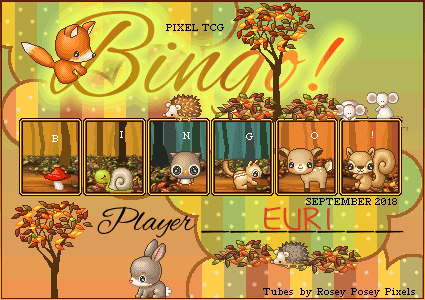 PIXEL TCG
Bingo!
B I N G O !
SEPTEMBER 2018
Player EURI
Tubes by Rosey Posey Pixels